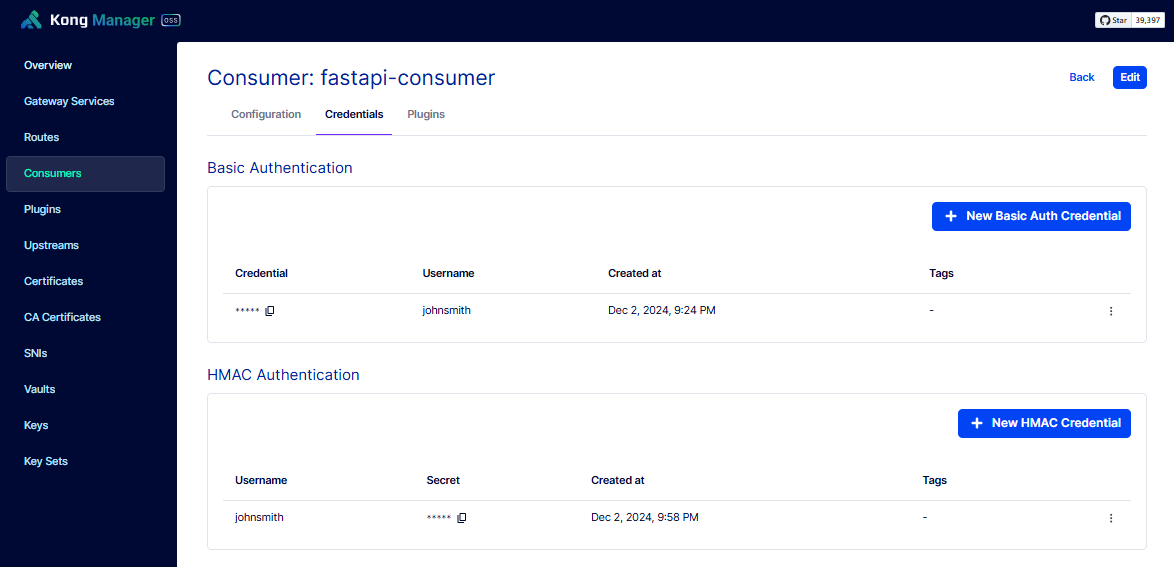 Kong Manager OSS
Star 39,397
Overview
Gateway Services
Routes
Consumers
Plugins
Upstreams
Certificates
CA Certificates
SNIs
Vaults
Keys
Key Sets
Consumer: fastapi-consumer
Back Edit
Configuration Credentials Plugins
Basic Authentication
+ New Basic Auth Credential
Credential Username Created at Tags
***** johnsmith Dec 2, 2024, 9:24 PM -
HMAC Authentication
+ New HMAC Credential
Username Secret Created at Tags
johnsmith ***** Dec 2, 2024, 9:58 PM -